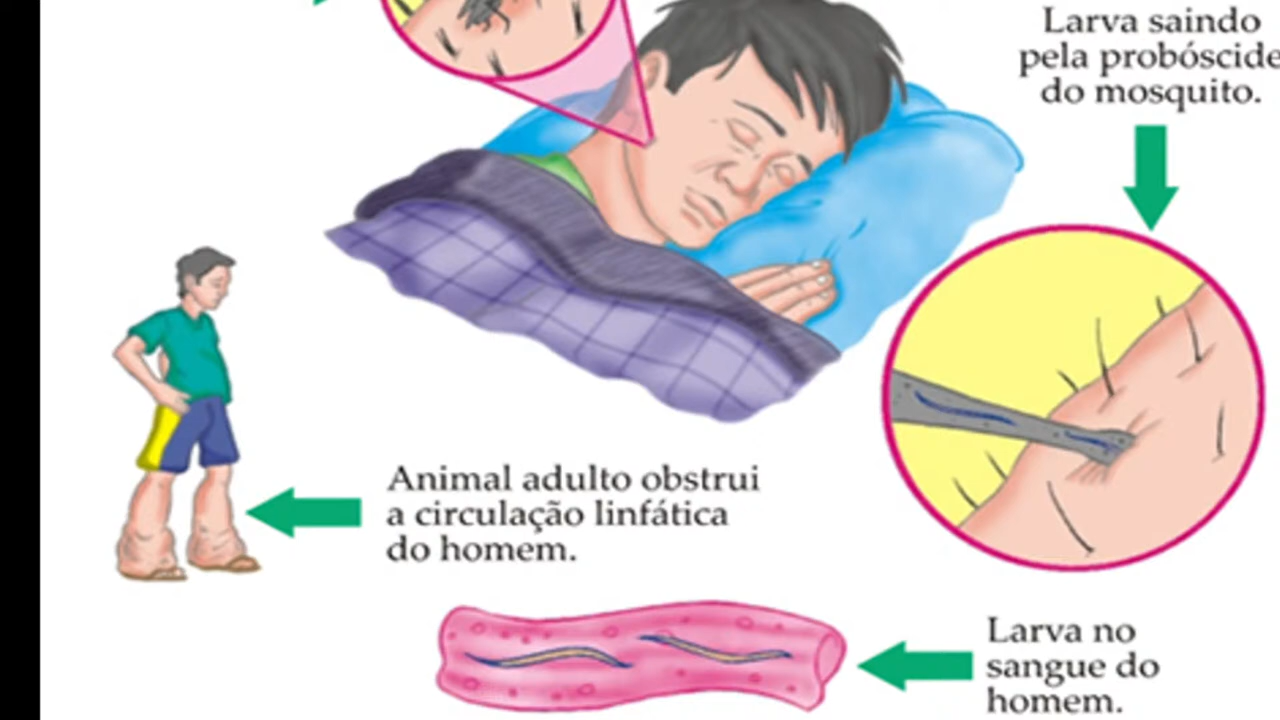 Larva saindo
pela probóscide
do mosquito.
Animal adulto obstrui
a circulação linfática
do homem.
Larva no
sangue do
homem.